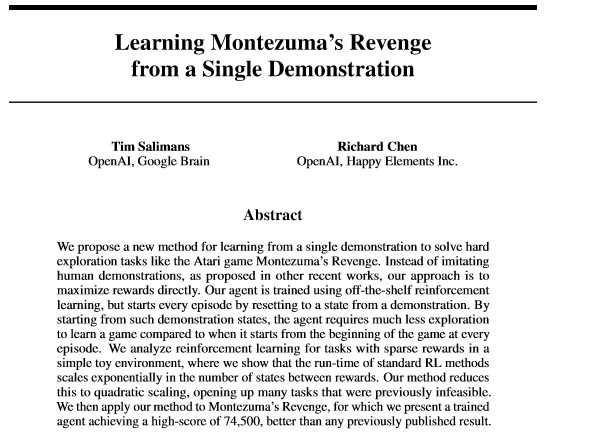 Learning Montezuma's Revenge
from a Single Demonstration
Tim Salimans
OpenAI, Google Brain
Richard Chen
OpenAI, Happy Elements Inc.
Abstract
We propose a new method for learning from a single demonstration to solve hard
exploration tasks like the Atari game Montezuma's Revenge. Instead of imitating
human demonstrations, as proposed in other recent works, our approach is to
maximize rewards directly. Our agent is trained using off-the-shelf reinforcement
learning, but starts every episode by resetting to a state from a demonstration. By
starting from such demonstration states, the agent requires much less exploration
to learn a game compared to when it starts from the beginning of the game at every
episode. We analyze reinforcement learning for tasks with sparse rewards in a
simple toy environment, where we show that the run-time of standard RL methods
scales exponentially in the number of states between rewards. Our method reduces
this to quadratic scaling, opening up many tasks that were previously infeasible.
We then apply our method to Montezuma's Revenge, for which we present a trained
agent achieving a high-score of 74,500, better than any previously published result.